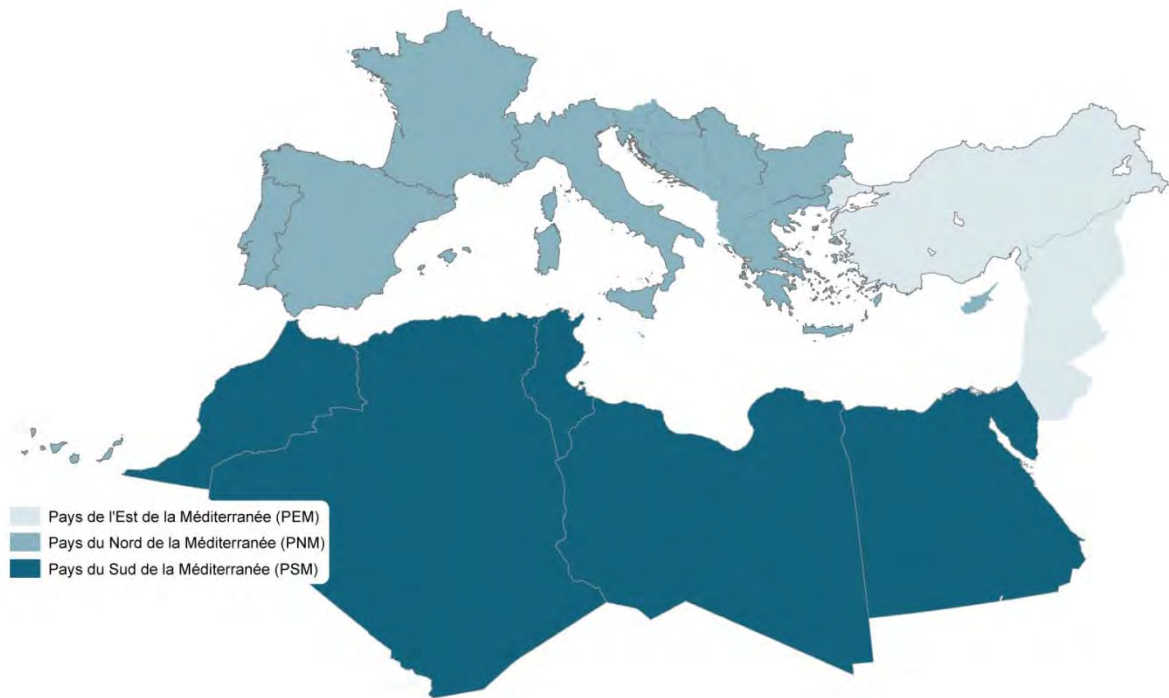 Pays de l'Est de la Méditerranée (PEM)
Pays du Nord de la Méditerranée (PNM)
Pays du Sud de la Méditerranée (PSM)